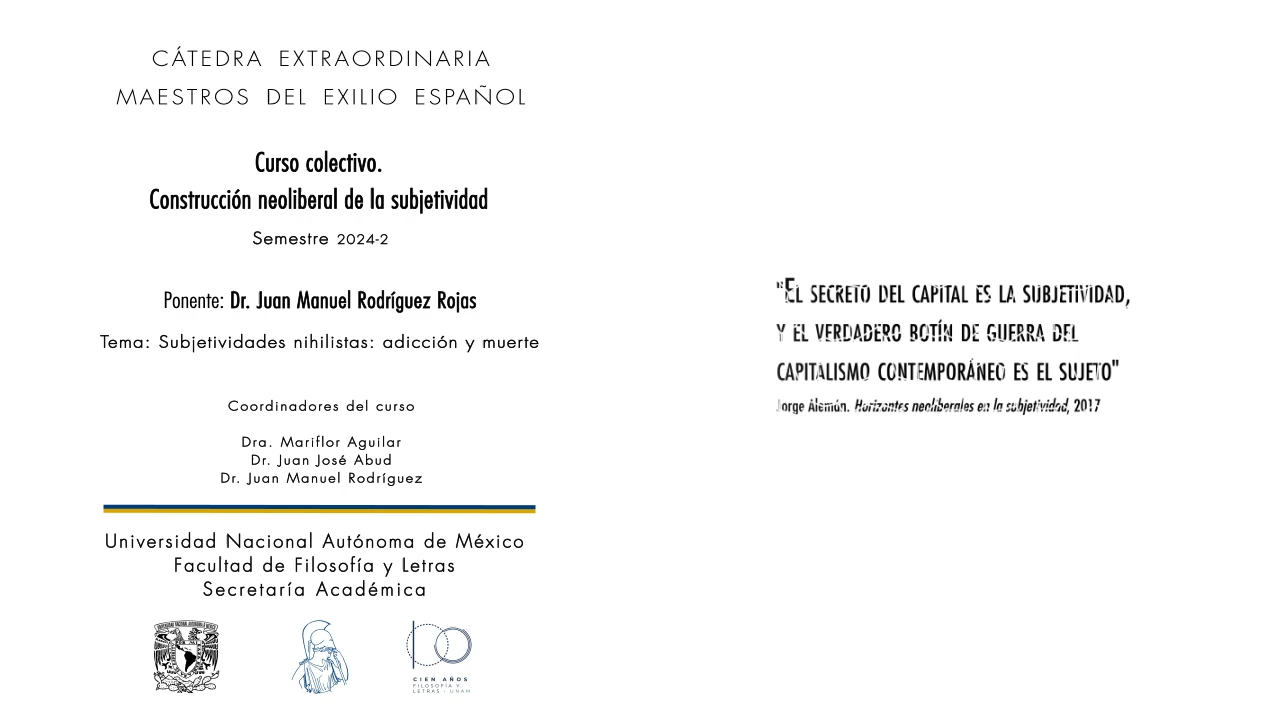 CÁTEDRA EXTRAORDINARIA
MAESTROS DEL EXILIO ESPAÑOL
Curso colectivo.
Construcción neoliberal de la subjetividad
Semestre 2024-2
Ponente: Dr. Juan Manuel Rodríguez Rojas
Tema: Subjetividades nihilistas: adicción y muerte
Coordinadores del curso
Dra. Mariflor Aguilar
Dr. Juan José Abud
Dr. Juan Manuel Rodríguez
Universidad Nacional Autónoma de México
Facultad de Filosofía y Letras
Secretaría Académica
CIEN AÑOS
FILOSOFÍA Y
LETRAS · UNAM
"EL SECRETO DEL CAPITAL ES LA SUBJETIVIDAD,
Y EL VERDADERO BOTÍN DE GUERRA DEL
CAPITALISMO CONTEMPORÁNEO ES EL SUJETO"
Jorge Alemán. Horizontes neoliberales en la subjetividad, 2017